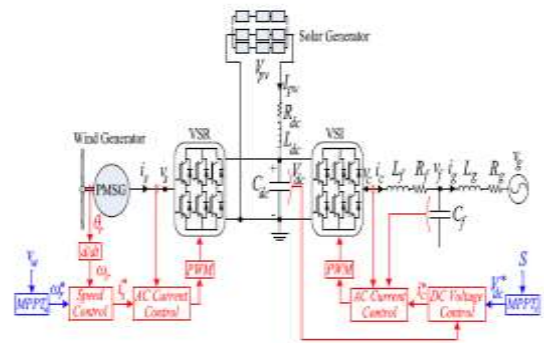 Solar Generator
V_pv
I_pv
R_dc
L_dc
Wind Generator
VSR
VSI
PMSG
i_s
v_s
C_dc
V_dc
v_c
i_c
L_f
R_f
v_f
i_g
L_g
R_g
v_g
C_f
θ_r
d/dt
ω_r
PWM
PWM
v_w
MPPT
ω_r*
Speed
Control
i_s*
AC Current
Control
AC Current
Control
i_c*
DC Voltage
Control
V_dc*
S
MPPT